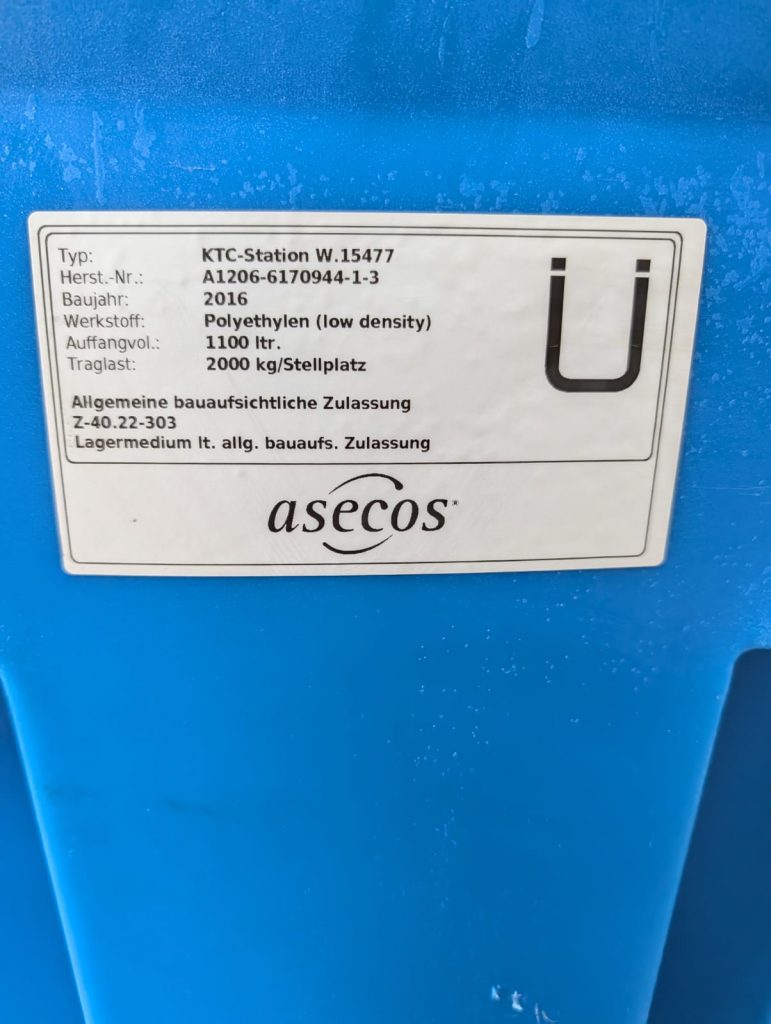 Typ: KTC-Station W.15477
Herst.-Nr.: A1206-6170944-1-3
Baujahr: 2016
Werkstoff: Polyethylen (low density)
Auffangvol.: 1100 ltr.
Traglast: 2000 kg/Stellplatz
Allgemeine bauaufsichtliche Zulassung
Z-40.22-303
Lagermedium lt. allg. bauaufs. Zulassung
Ü
asecos®